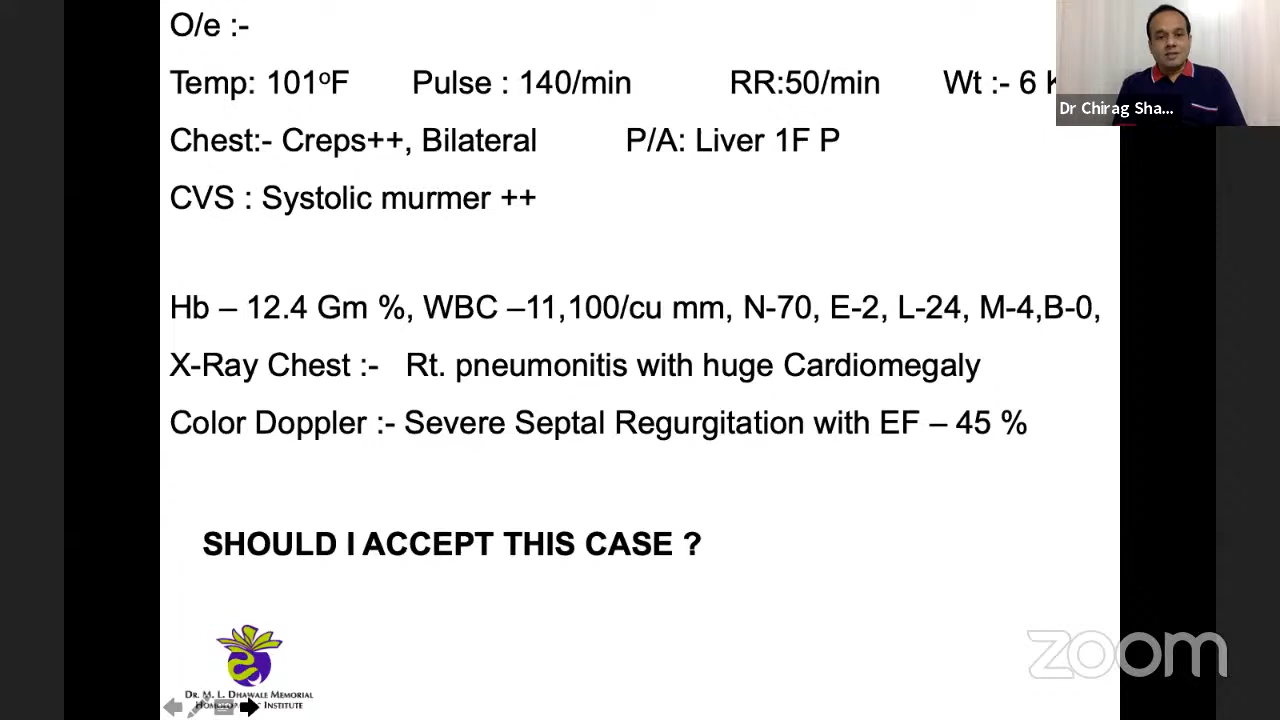 O/e :-
Temp: 101ºF Pulse : 140/min RR:50/min Wt :- 6
Chest:- Creps++, Bilateral P/A: Liver 1F P
CVS : Systolic murmer ++
Hb – 12.4 Gm %, WBC –11,100/cu mm, N-70, E-2, L-24, M-4,B-0,
X-Ray Chest :- Rt. pneumonitis with huge Cardiomegaly
Color Doppler :- Severe Septal Regurgitation with EF – 45 %
SHOULD I ACCEPT THIS CASE ?
Dr Chirag Sha...
DR. M. L. DHAWALE MEMORIAL
INSTITUTE
zoom